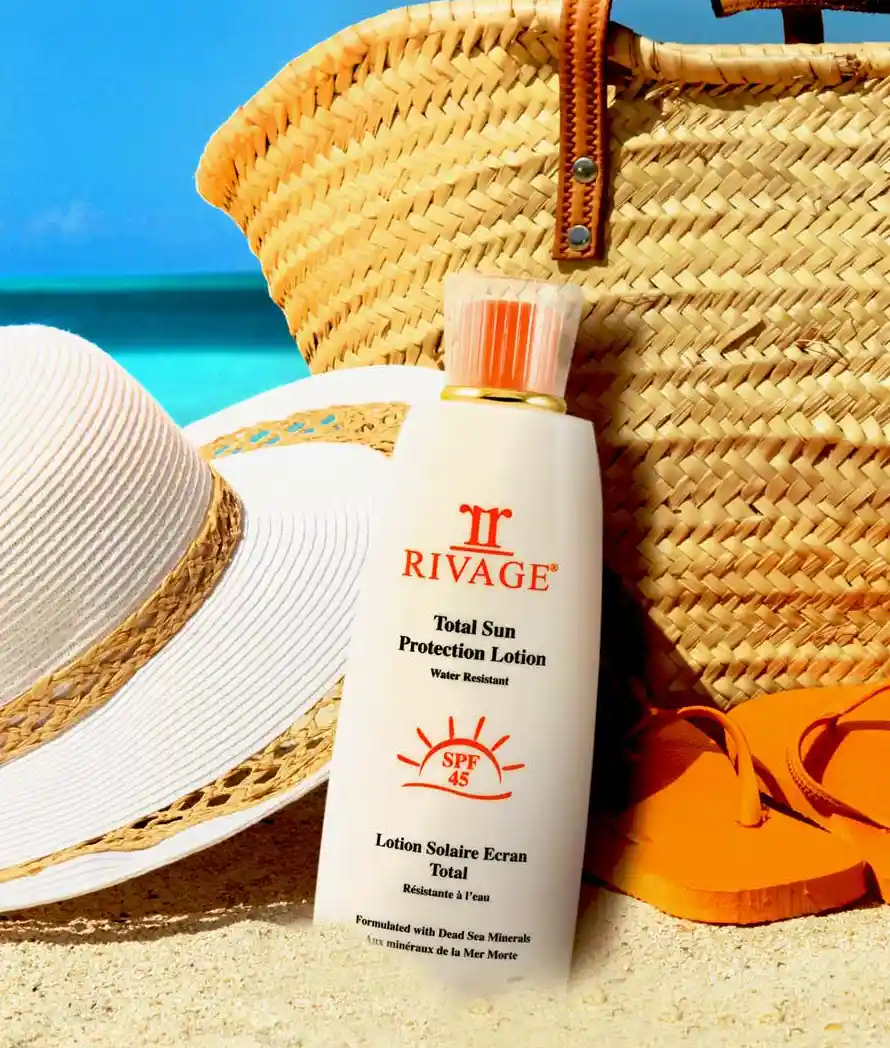 RIVAGE®
Total Sun
Protection Lotion
Water Resistant
SPF
45
Lotion Solaire Ecran
Total
Résistante à l'eau
Formulated with Dead Sea Minerals
Aux minéraux de la Mer Morte